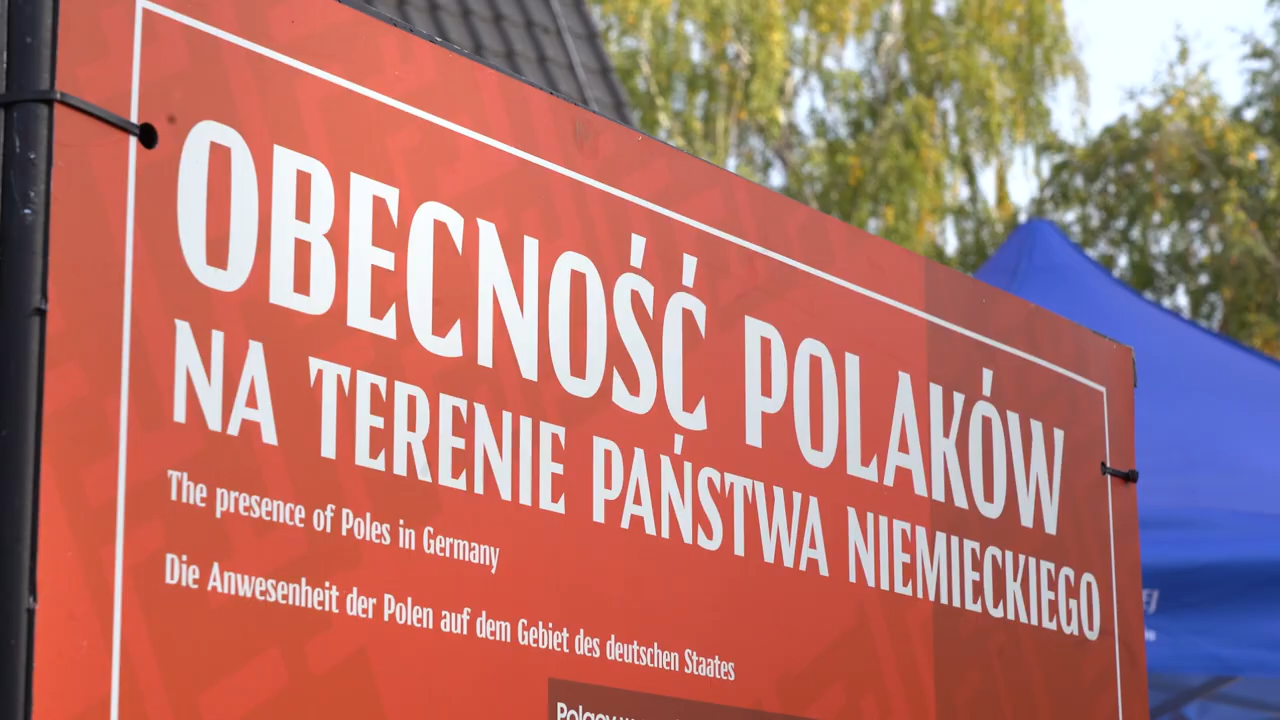 OBECNOŚĆ POLAKÓW
NA TERENIE PAŃSTWA NIEMIECKIEGO
The presence of Poles in Germany
Die Anwesenheit der Polen auf dem Gebiet des deutschen Staates
Polacy